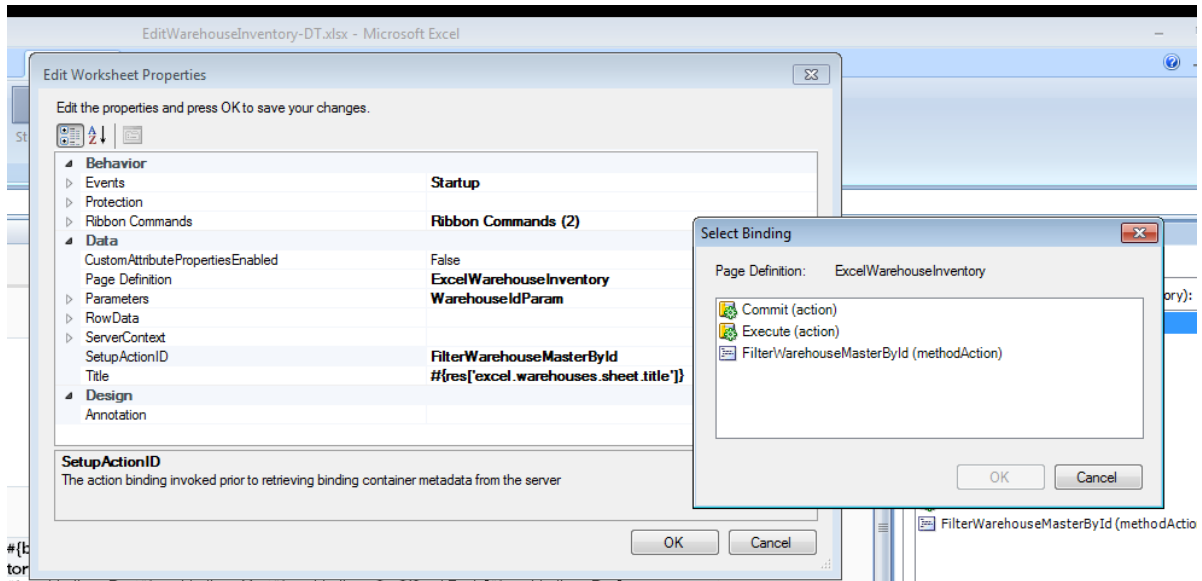 EditWarehouseInventory-DT.xlsx - Microsoft Excel
Edit Worksheet Properties
Edit the properties and press OK to save your changes.
St
Behavior
Events Startup
Protection
Ribbon Commands Ribbon Commands (2)
Data
CustomAttributePropertiesEnabled False
Page Definition ExcelWarehouseInventory
Parameters WarehouseIdParam
RowData
ServerContext
SetupActionID FilterWarehouseMasterById
Title #{res['excel.warehouses.sheet.title']}
Design
Annotation
SetupActionID
The action binding invoked prior to retrieving binding container metadata from the server
OK Cancel
Select Binding
Page Definition: ExcelWarehouseInventory
Commit (action)
Execute (action)
FilterWarehouseMasterById (methodAction)
OK Cancel
ory):
FilterWarehouseMasterById (methodActio
#{b
tor